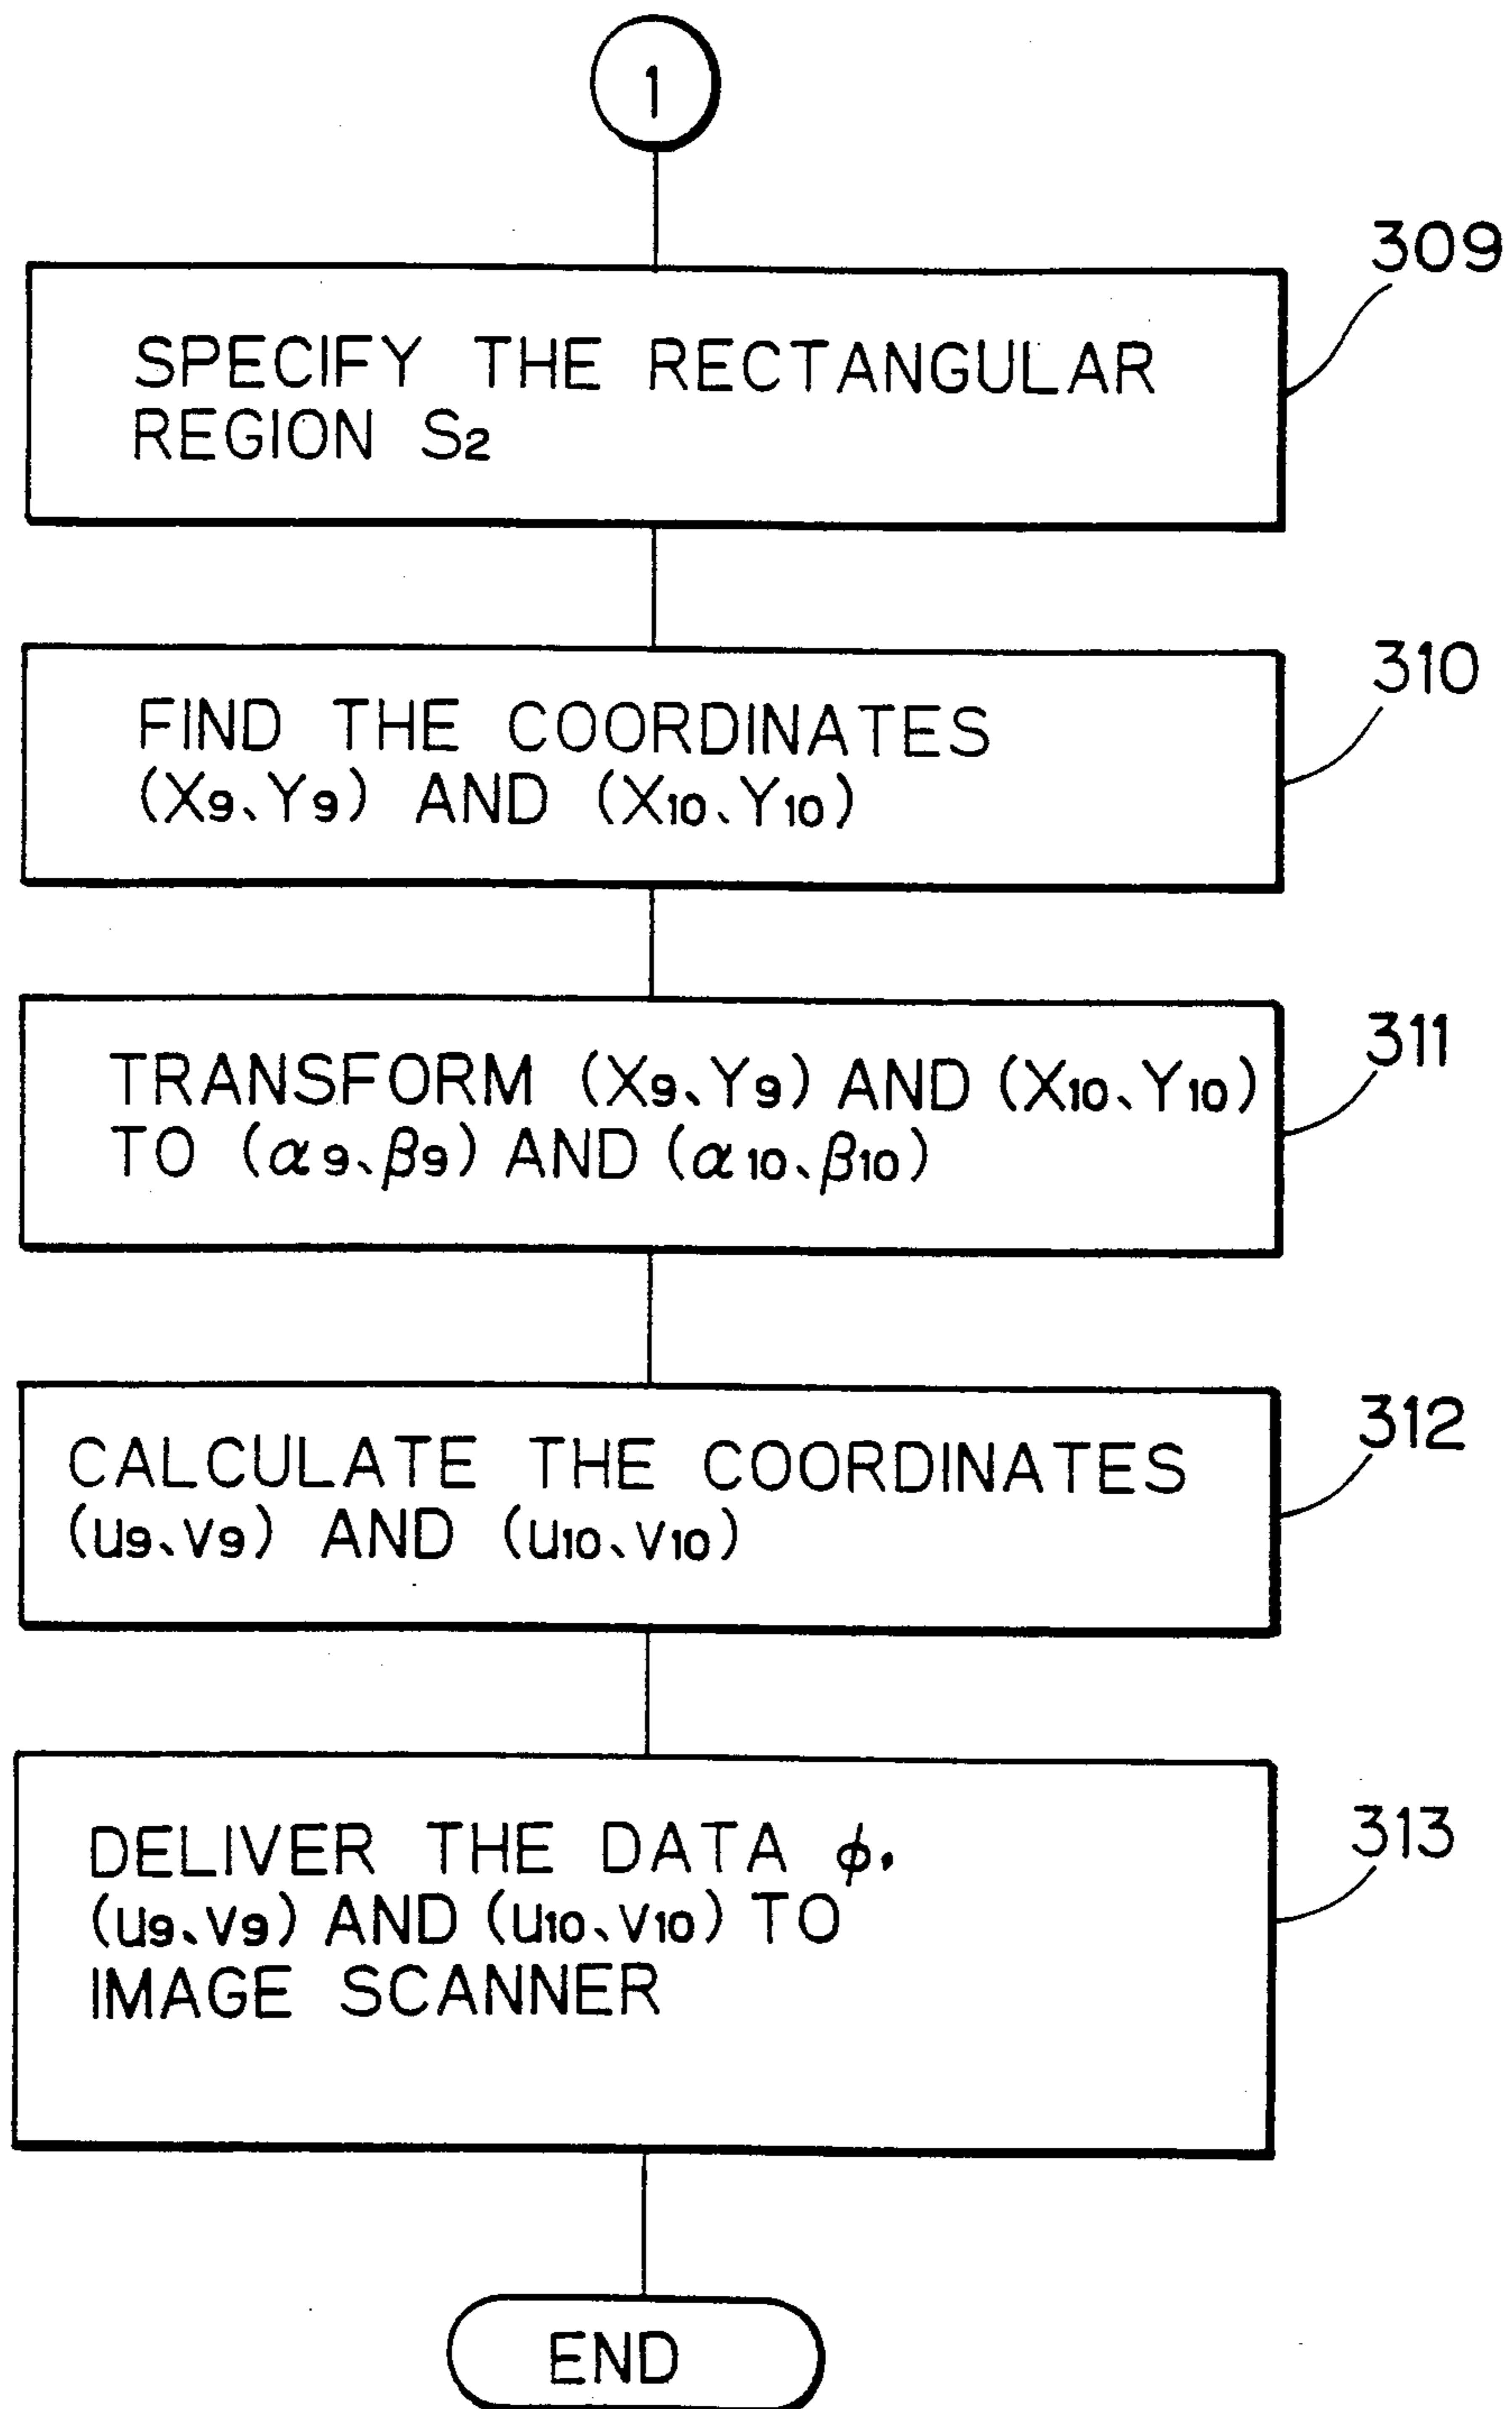 1
309
SPECIFY THE RECTANGULAR
REGION S₂
310
FIND THE COORDINATES
(X₉、Y₉) AND (X₁₀、Y₁₀)
311
TRANSFORM (X₉、Y₉) AND (X₁₀、Y₁₀)
TO (α₉、β₉) AND (α₁₀、β₁₀)
312
CALCULATE THE COORDINATES
(u₉、v₉) AND (u₁₀、v₁₀)
313
DELIVER THE DATA ϕ,
(u₉、v₉) AND (u₁₀、v₁₀) TO
IMAGE SCANNER
END